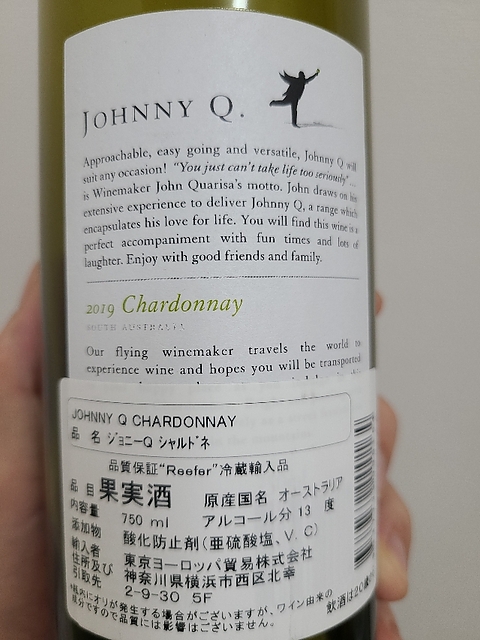 JOHNNY Q.
Approachable, easy going and versatile, Johnny Q will
suit any occasion! "You just can't take life too seriously"...
is Winemaker John Quarisa's motto. John draws on his
extensive experience to deliver Johnny Q, a range which
encapsulates his love for life. You will find this wine is a
perfect accompaniment with fun times and lots of
laughter. Enjoy with good friends and family.
2019 Chardonnay
SOUTH AUSTRALIA
Our flying winemaker travels the world to
experience wine and hopes you will be transported
JOHNNY Q CHARDONNAY
品 名 ジョニーQ シャルドネ
品質保証"Reefer"冷蔵輸入品
品目 果実酒 原産国名 オーストラリア
内容量 750 ml アルコール分 13 度
添加物 酸化防止剤(亜硫酸塩、V. C)
輸入者 東京ヨーロッパ貿易株式会社
住所及び 神奈川県横浜市西区北幸
引取先 2-9-30 5F
*瓶内にオリが発生する場合がございますが、ワイン由来の
成分ですので品質には影響はございません。
飲酒は20歳